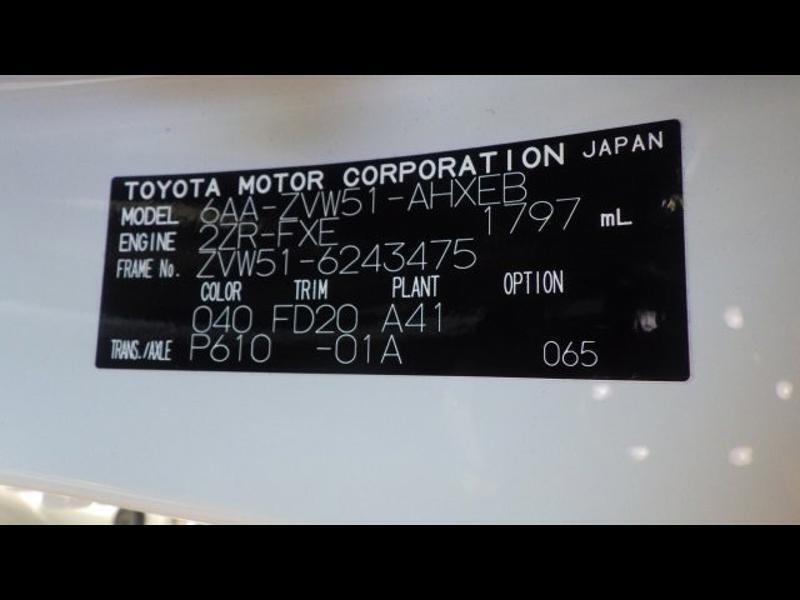 TOYOTA MOTOR CORPORATION JAPAN
MODEL 6AA-ZVW51-AHXEB
ENGINE 2ZR-FXE 1797 mL
FRAME No. ZVW51-6243475
COLOR TRIM PLANT OPTION
040 FD20 A41
TRANS./AXLE P610 -01A 065